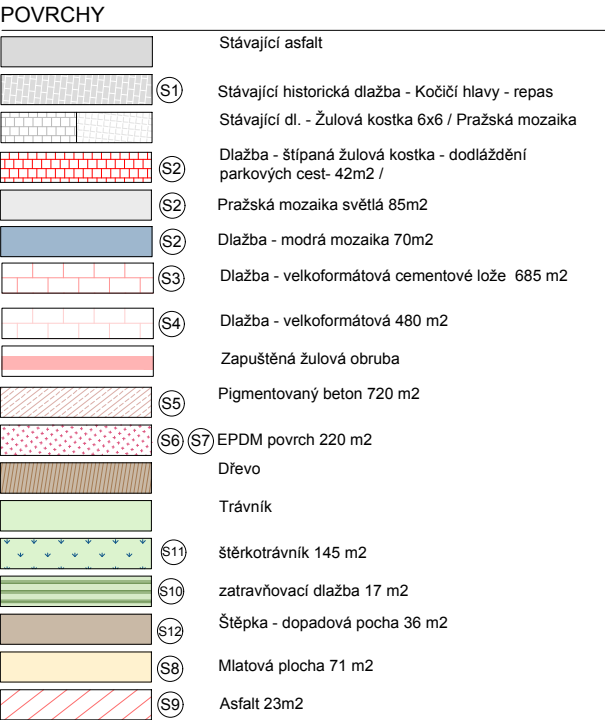 POVRCHY
Stávající asfalt
S1 Stávající historická dlažba - Kočičí hlavy - repas
Stávající dl. - Žulová kostka 6x6 / Pražská mozaika
S2 Dlažba - štípaná žulová kostka - dodláždění
parkových cest- 42m2 /
S2 Pražská mozaika světlá 85m2
S2 Dlažba - modrá mozaika 70m2
S3 Dlažba - velkoformátová cementové lože 685 m2
S4 Dlažba - velkoformátová 480 m2
Zapuštěná žulová obruba
S5 Pigmentovaný beton 720 m2
S6 S7 EPDM povrch 220 m2
Dřevo
Trávník
S11 štěrkotrávník 145 m2
S10 zatravňovací dlažba 17 m2
S12 Štěpka - dopadová pocha 36 m2
S8 Mlatová plocha 71 m2
S9 Asfalt 23m2